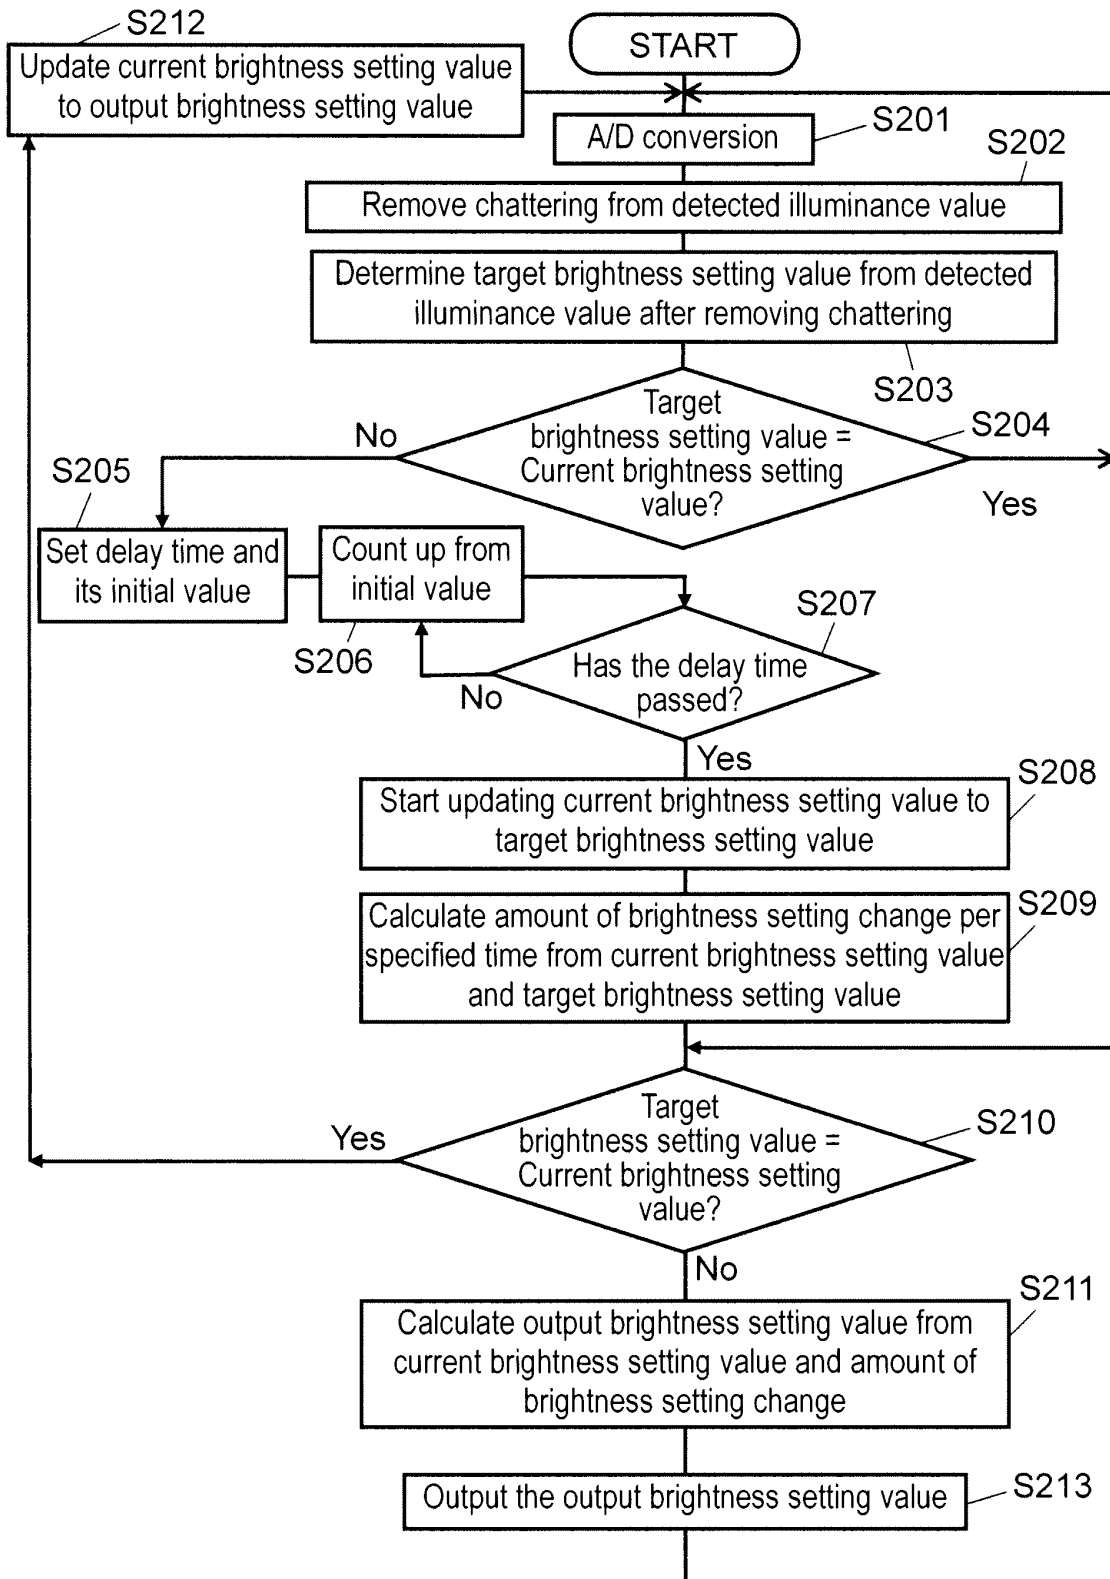 S212
START
Update current brightness setting value
to output brightness setting value
S201
A/D conversion
S202
Remove chattering from detected illuminance value
Determine target brightness setting value from detected
illuminance value after removing chattering
S203
Target
brightness setting value =
Current brightness setting
value?
S204
No
Yes
S205
Set delay time and
its initial value
Count up from
initial value
S206
S207
Has the delay time
passed?
No
Yes
S208
Start updating current brightness setting value to
target brightness setting value
S209
Calculate amount of brightness setting change per
specified time from current brightness setting value
and target brightness setting value
Target
brightness setting value =
Current brightness setting
value?
S210
Yes
No
S211
Calculate output brightness setting value from
current brightness setting value and amount of
brightness setting change
Output the output brightness setting value
S213